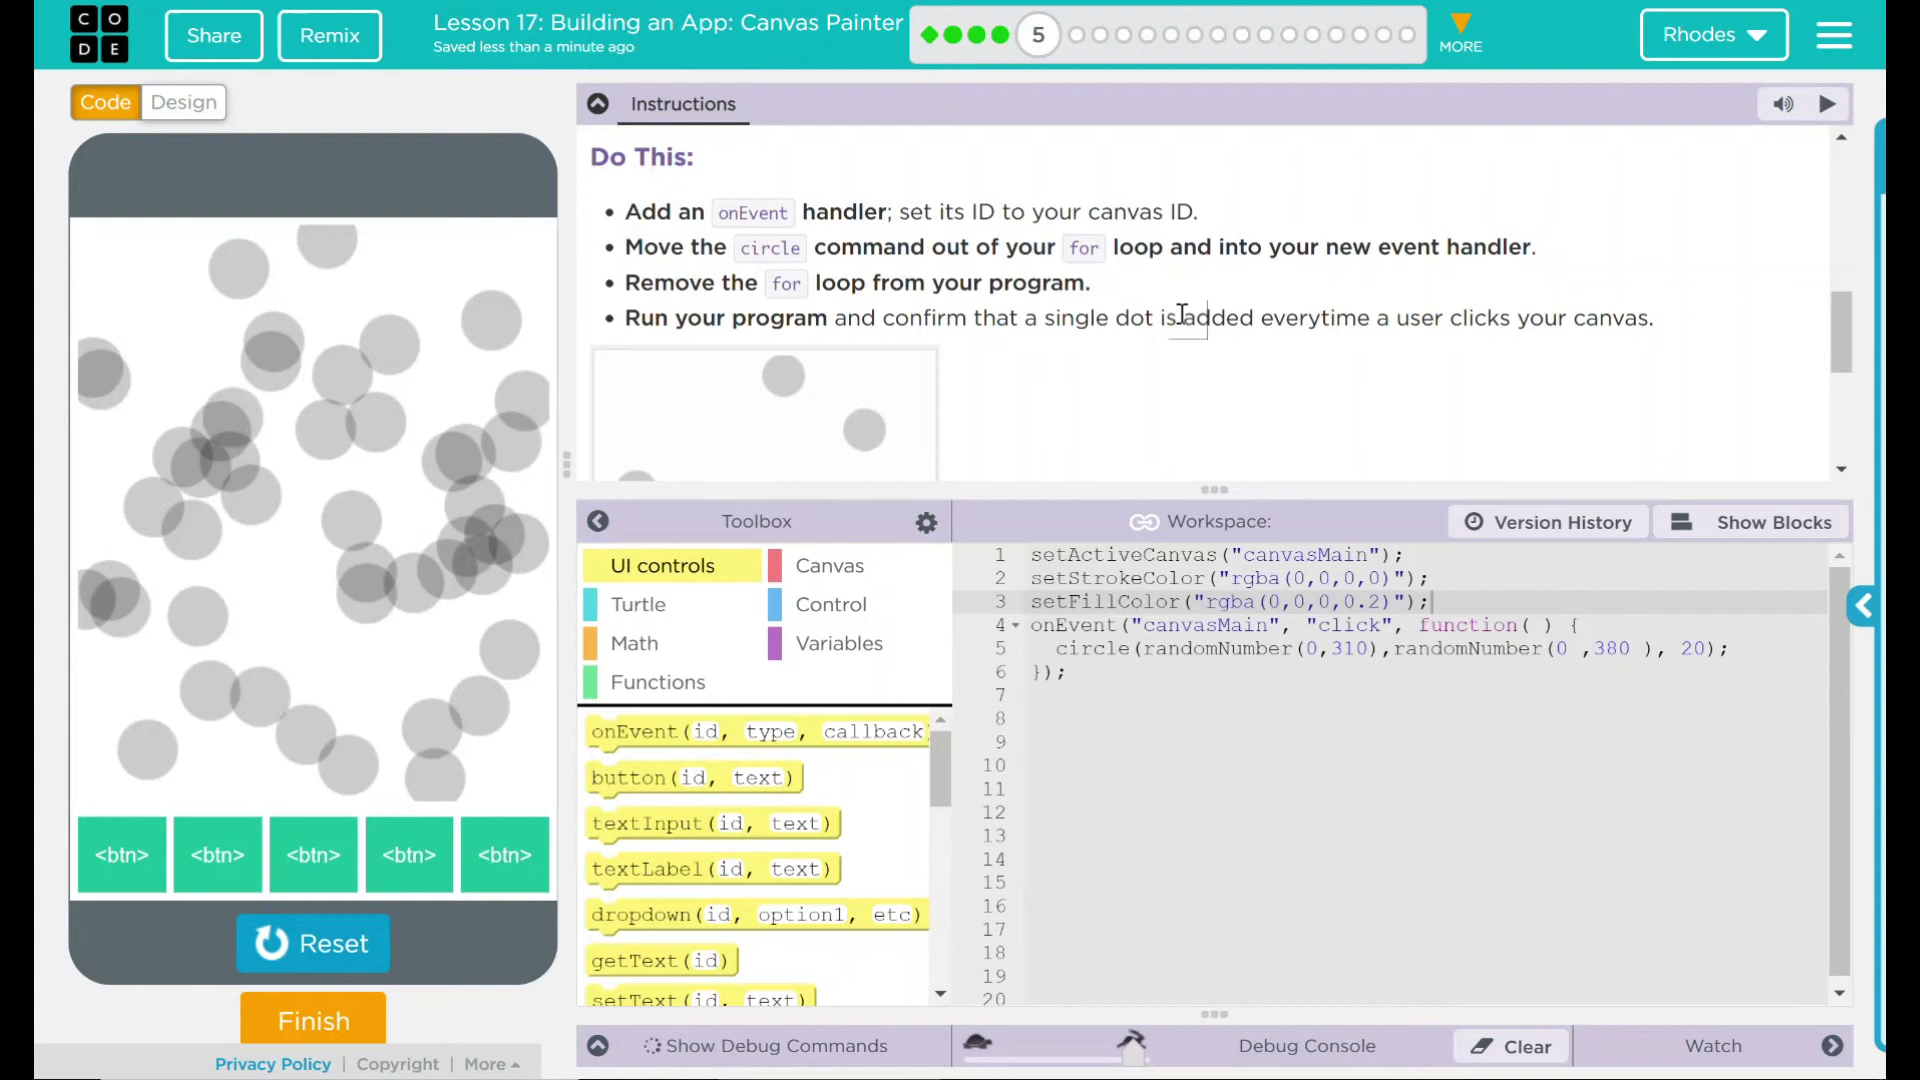 CODE
Share
Remix
Lesson 17: Building an App: Canvas Painter
Saved less than a minute ago
5
MORE
Rhodes
Code
Design
Instructions
Do This:
• Add an onEvent handler; set its ID to your canvas ID.
• Move the circle command out of your for loop and into your new event handler.
• Remove the for loop from your program.
• Run your program and confirm that a single dot is added everytime a user clicks your canvas.
Toolbox
Workspace:
Version History
Show Blocks
UI controls
Canvas
Turtle
Control
Math
Variables
Functions
onEvent(id, type, callback)
button(id, text)
textInput(id, text)
textLabel(id, text)
dropdown(id, option1, etc)
getText(id)
setText(id, text)
1 setActiveCanvas("canvasMain");
2 setStrokeColor("rgba(0,0,0,0)");
3 setFillColor("rgba(0,0,0,0.2)");
4 onEvent("canvasMain", "click", function( ) {
5 circle(randomNumber(0,310),randomNumber(0 ,380 ), 20);
6 });
7
8
9
10
11
12
13
14
15
16
17
18
19
20
<btn> <btn> <btn> <btn> <btn>
Reset
Finish
Privacy Policy | Copyright | More
Show Debug Commands
Debug Console
Clear
Watch